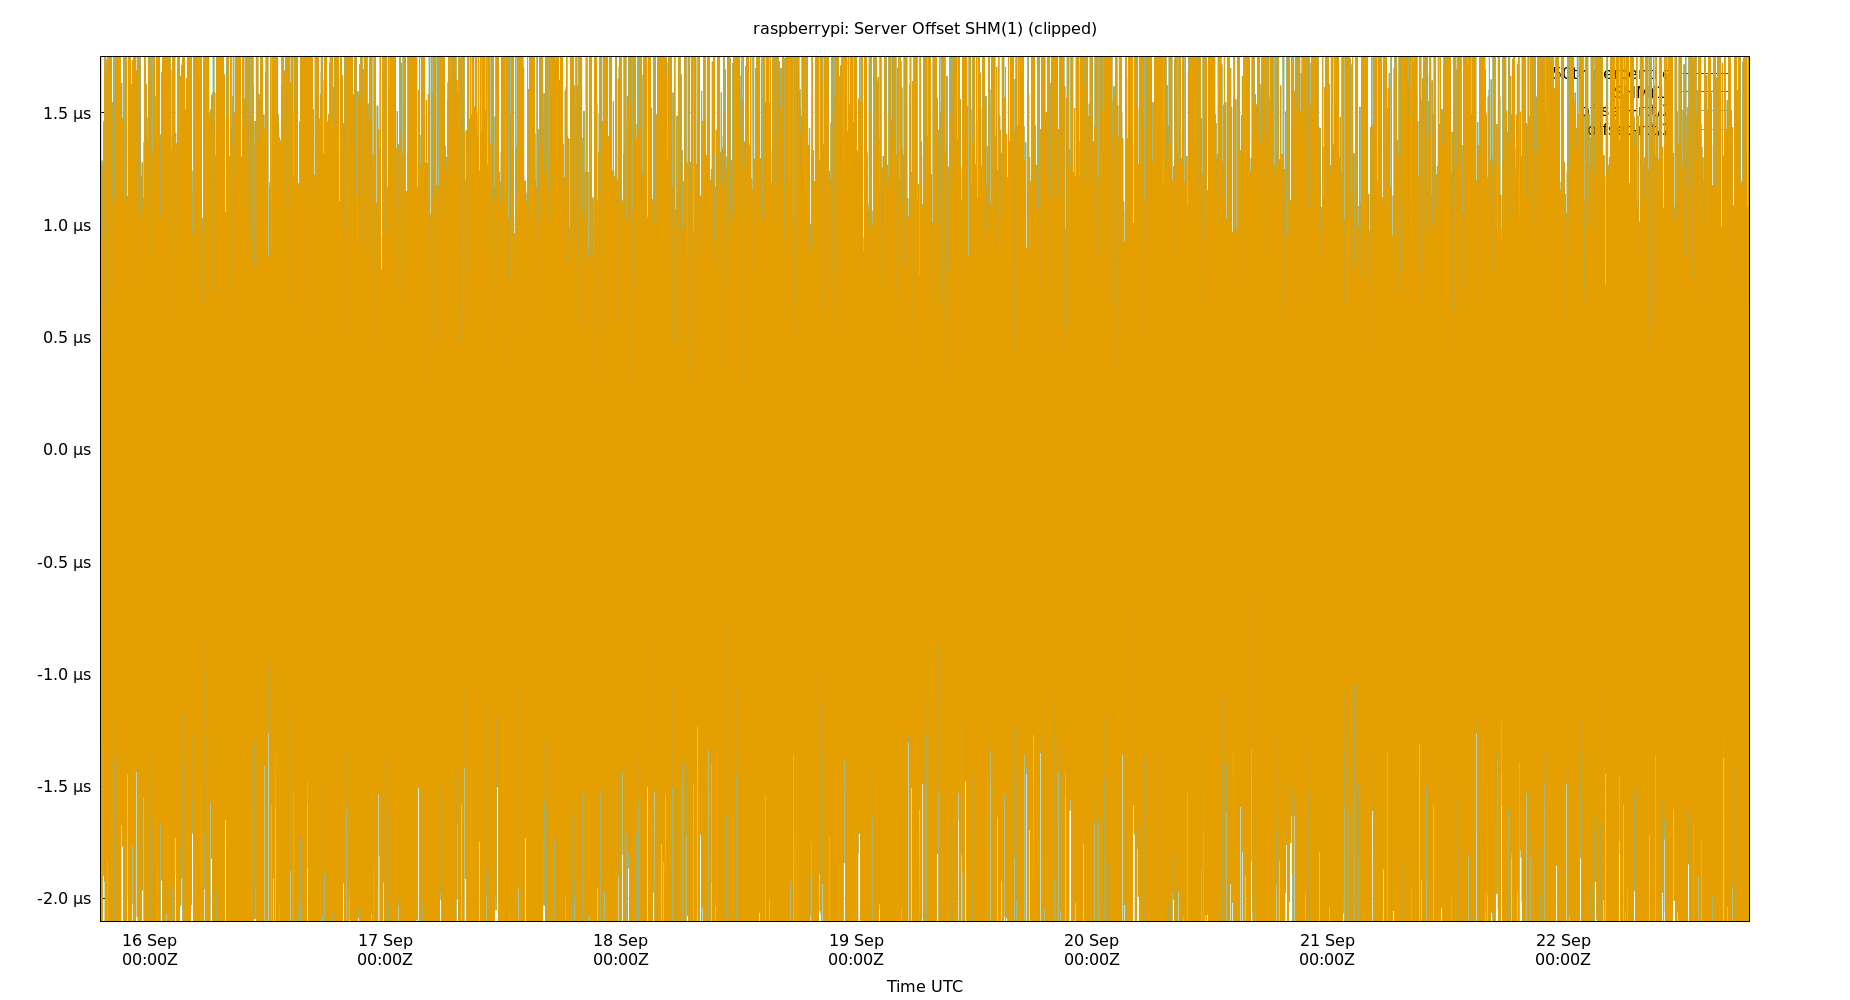 raspberrypi: Server Offset SHM(1) (clipped)
1.5 µs
1.0 µs
0.5 µs
0.0 µs
-0.5 µs
-1.0 µs
-1.5 µs
-2.0 µs
16 Sep 17 Sep 18 Sep 19 Sep 20 Sep 21 Sep 22 Sep
00:00Z 00:00Z 00:00Z 00:00Z 00:00Z 00:00Z 00:00Z
Time UTC